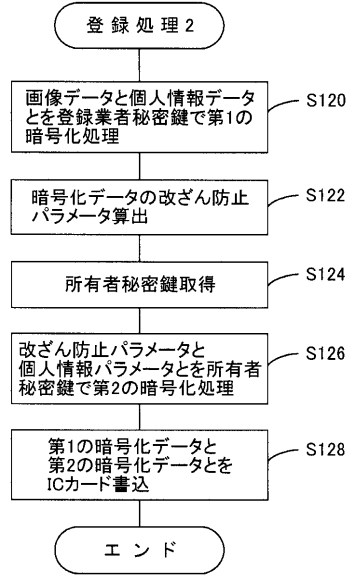 登録処理2
画像データと個人情報データ
とを登録業者秘密鍵で第1の
暗号化処理
S120
暗号化データの改ざん防止
パラメータ算出
S122
所有者秘密鍵取得
S124
改ざん防止パラメータと
個人情報パラメータとを所有者
秘密鍵で第2の暗号化処理
S126
第1の暗号化データと
第2の暗号化データとを
ICカード書込
S128
エンド